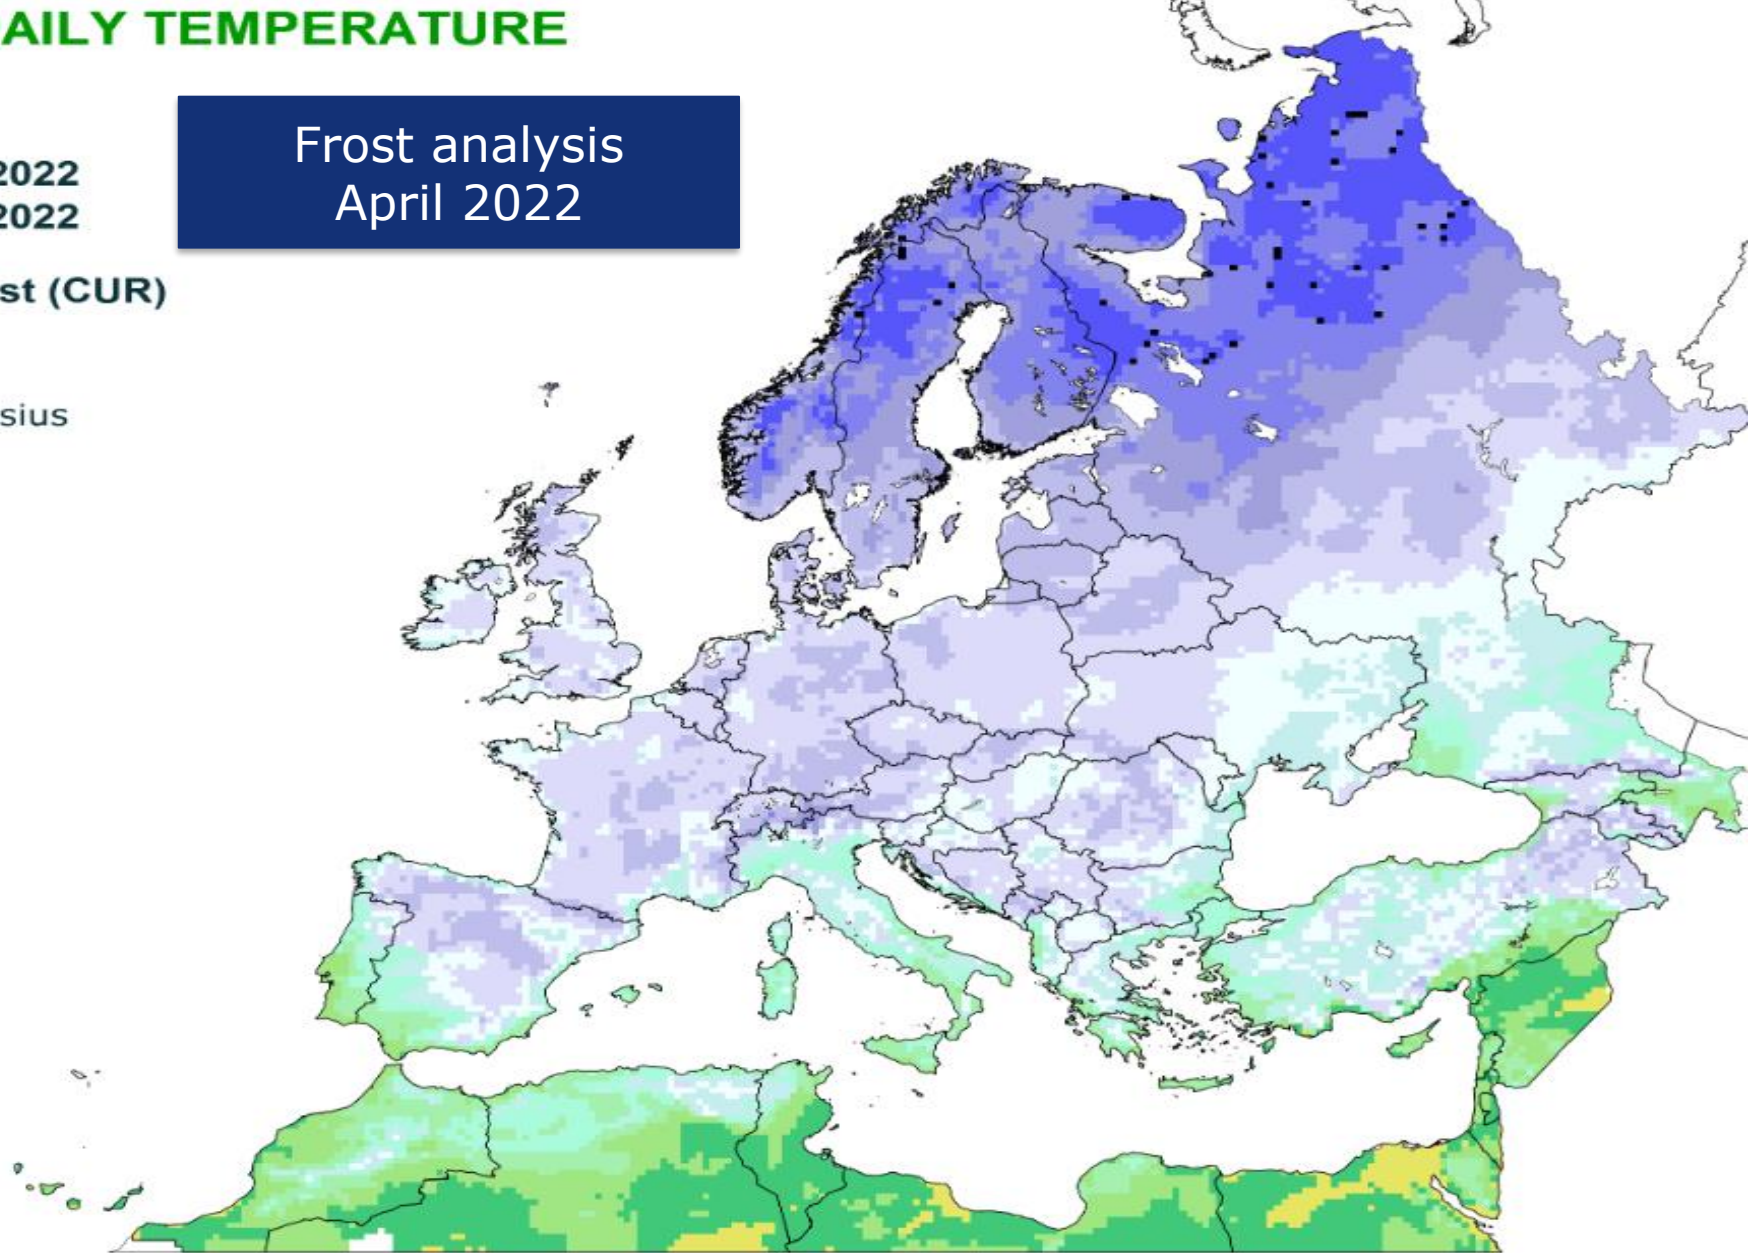 AILY TEMPERATURE
Frost analysis
April 2022
2022
2022
st (CUR)
sius